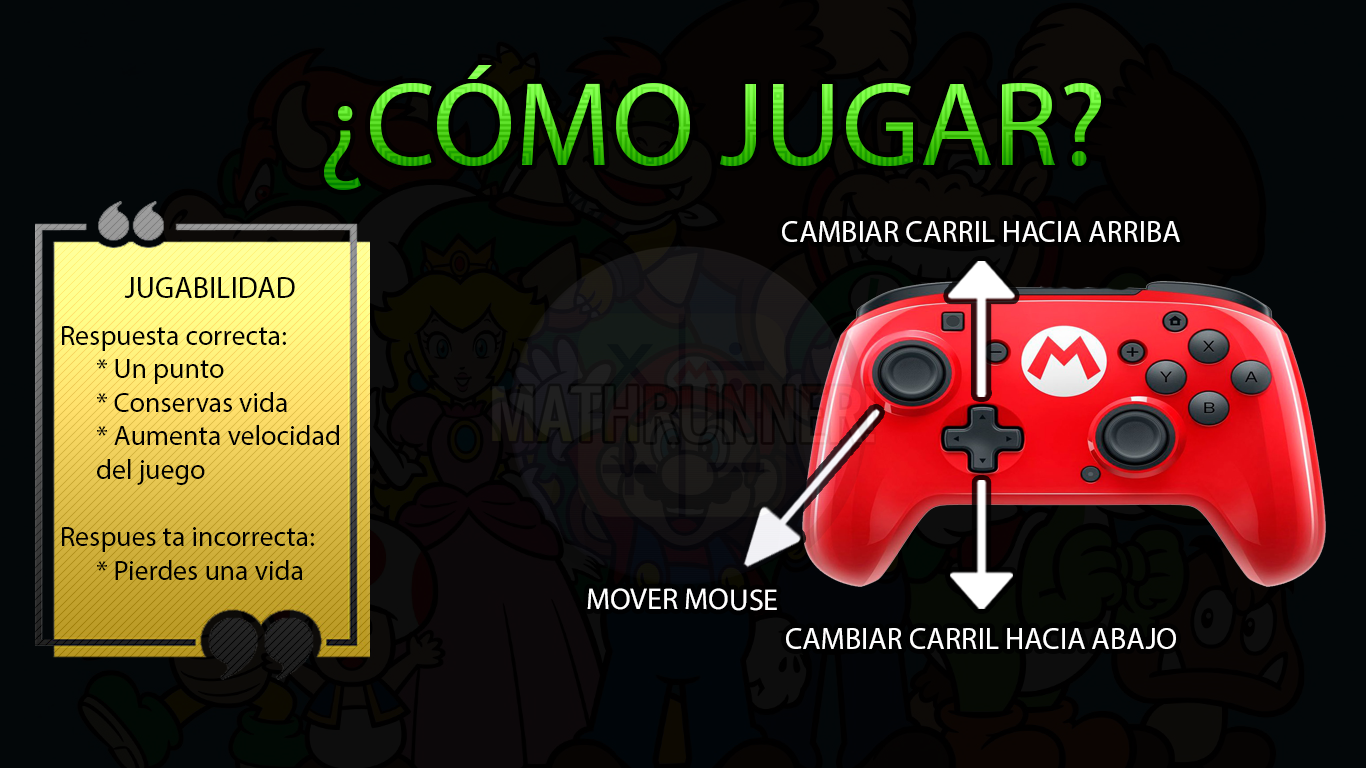 ¿CÓMO JUGAR?
JUGABILIDAD
Respuesta correcta:
* Un punto
* Conservas vida
* Aumenta velocidad
del juego
Respues ta incorrecta:
* Pierdes una vida
MATHRUNNER
CAMBIAR CARRIL HACIA ARRIBA
M
X
Y
A
B
MOVER MOUSE
CAMBIAR CARRIL HACIA ABAJO